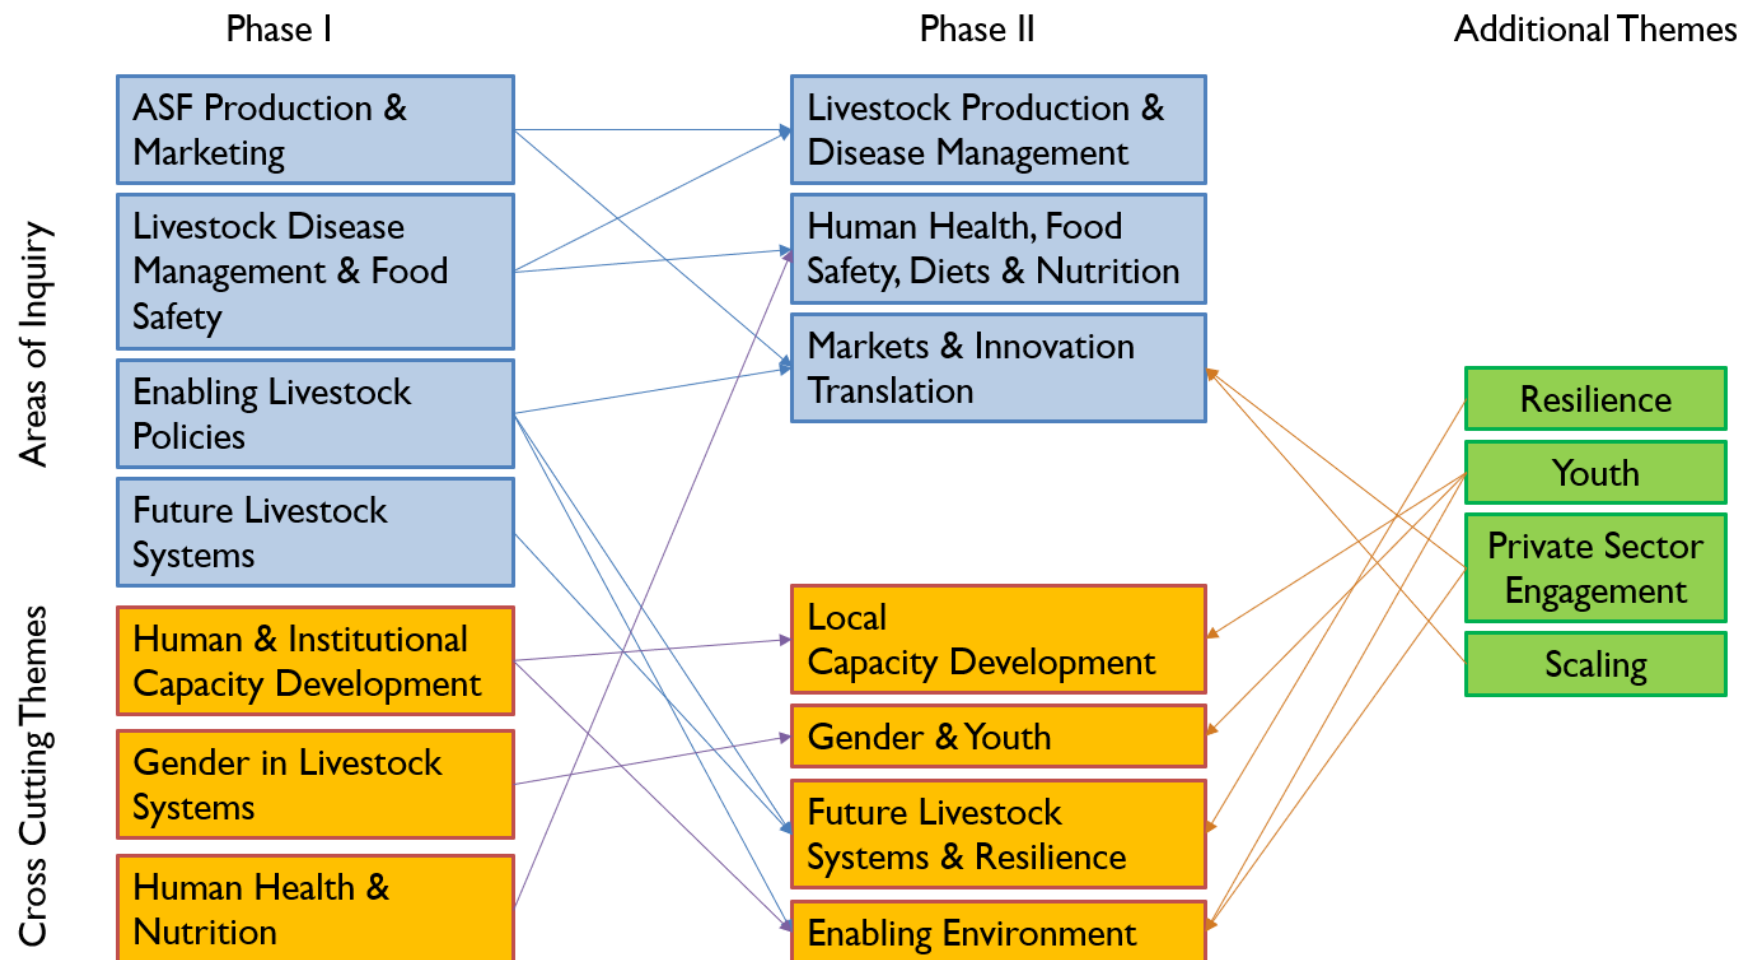 Phase I
Phase II
Additional Themes
Areas of Inquiry
ASF Production &
Marketing
Livestock Disease
Management & Food
Safety
Enabling Livestock
Policies
Future Livestock
Systems
Cross Cutting Themes
Human & Institutional
Capacity Development
Gender in Livestock
Systems
Human Health &
Nutrition
Livestock Production &
Disease Management
Human Health, Food
Safety, Diets & Nutrition
Markets & Innovation
Translation
Local
Capacity Development
Gender & Youth
Future Livestock
Systems & Resilience
Enabling Environment
Resilience
Youth
Private Sector
Engagement
Scaling